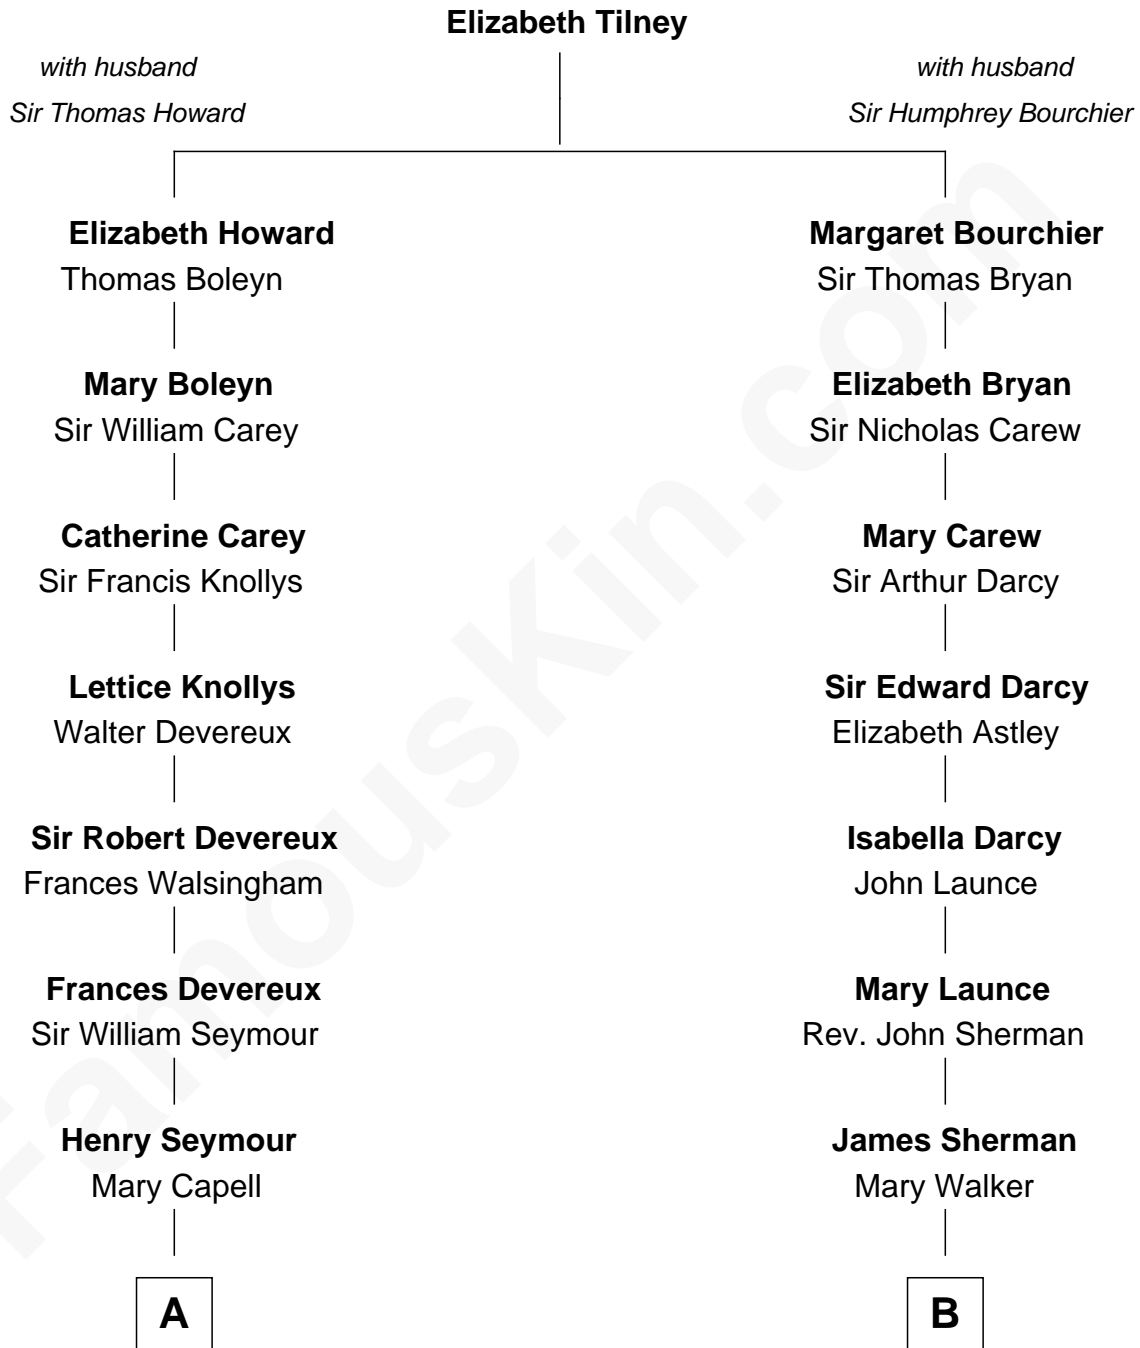 Elizabeth Tilney
with husband
Sir Thomas Howard
with husband
Sir Humphrey Bourchier
Elizabeth Howard
Thomas Boleyn
Margaret Bourchier
Sir Thomas Bryan
Mary Boleyn
Sir William Carey
Elizabeth Bryan
Sir Nicholas Carew
Catherine Carey
Sir Francis Knollys
Mary Carew
Sir Arthur Darcy
Lettice Knollys
Walter Devereux
Sir Edward Darcy
Elizabeth Astley
Sir Robert Devereux
Frances Walsingham
Isabella Darcy
John Launce
Frances Devereux
Sir William Seymour
Mary Launce
Rev. John Sherman
Henry Seymour
Mary Capell
James Sherman
Mary Walker
A
B
FamousKin.com